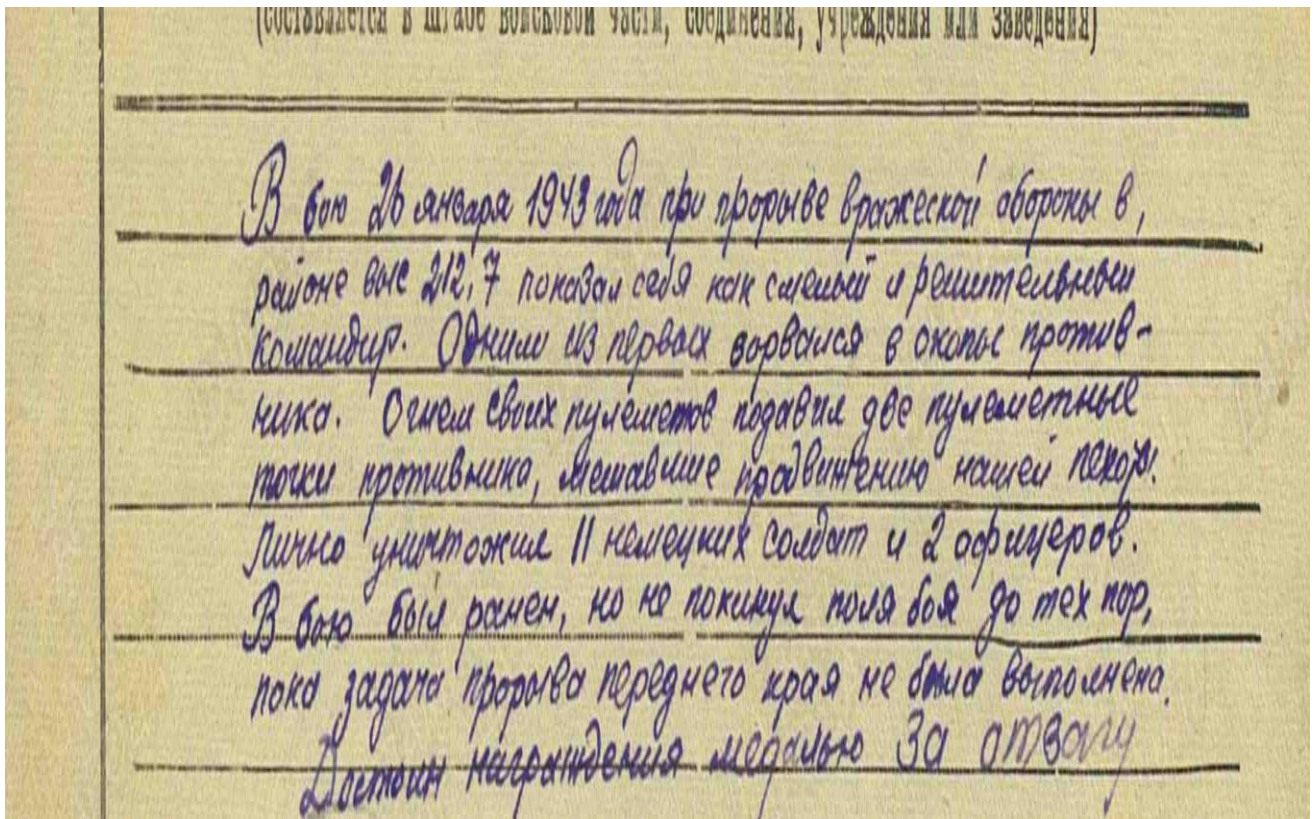 (составляется в штабе войсковой части, соединения, учреждения или заведения)
В бою 26 января 1943 года при прорыве вражеской обороны в,
районе выс 212,7 показал себя как смелый и решительный
командир. Одним из первых ворвался в окопы против-
ника. Огнем своих пулеметов подавил две пулеметные
точки противника, мешавшие продвижению нашей пехоты.
Лично уничтожил 11 немецких солдат и 2 офицеров.
В бою был ранен, но не покинул поля боя до тех пор,
пока задача прорыва переднего края не была выполнена.
Достоин награждения медалью За отвагу